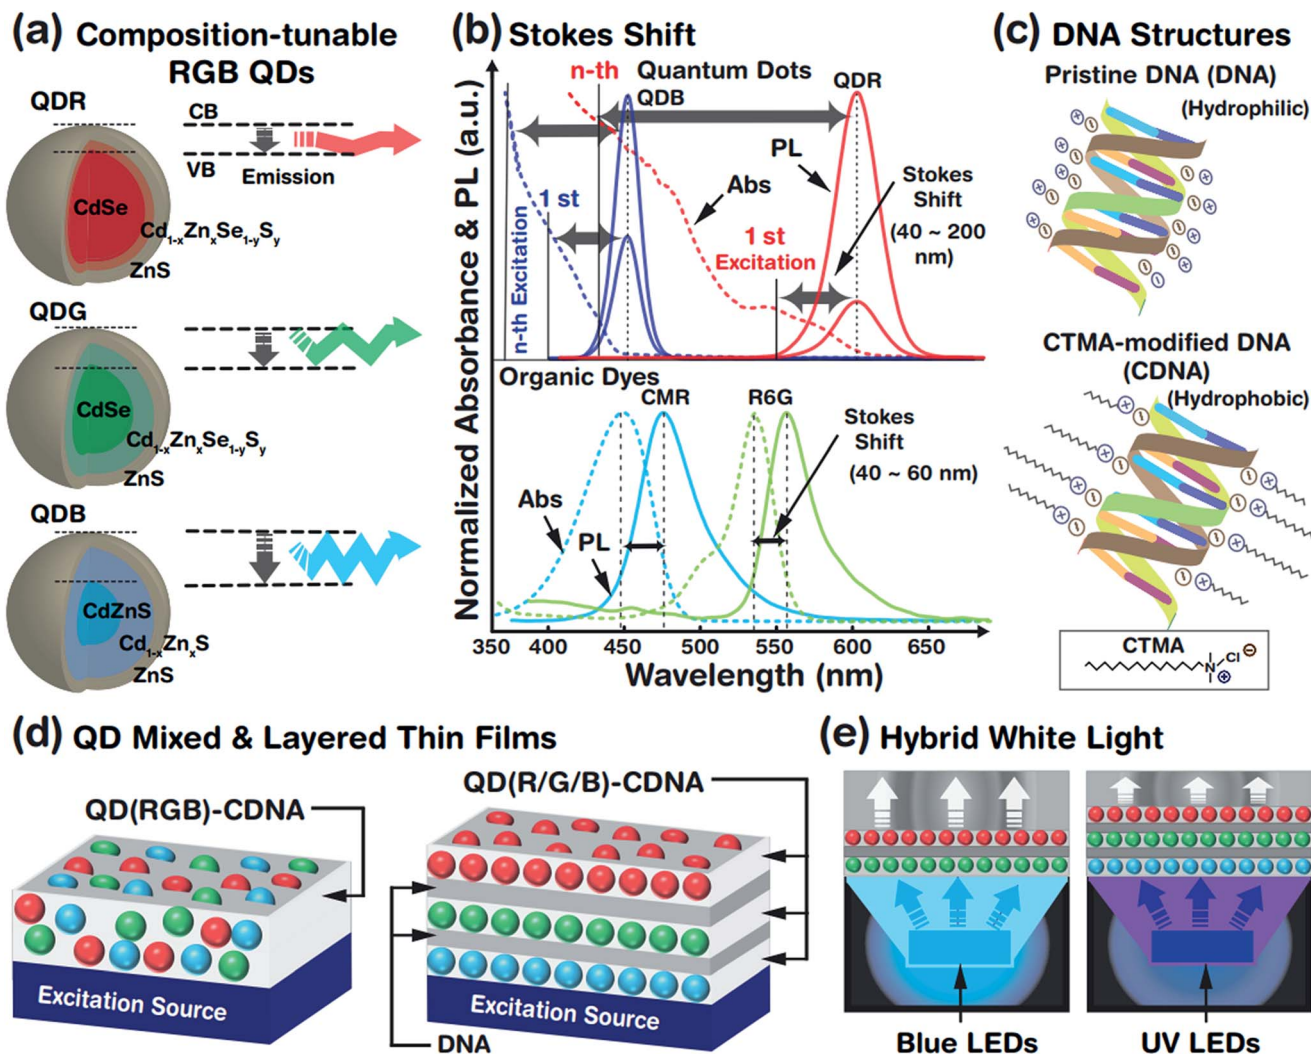 (a) Composition-tunable
RGB QDs
QDR
CB
VB
Emission
CdSe
Cd1-xZnxSe1-ySy
ZnS
QDG
CdSe
Cd1-xZnxSe1-ySy
ZnS
QDB
CdZnS
Cd1-xZnxS
ZnS
(b) Stokes Shift
Normalized Absorbance & PL (a.u.)
n-th
Quantum Dots
QDB
QDR
PL
Abs
Stokes
Shift
(40 ~ 200
nm)
1 st
1 st
Excitation
n-th Excitation
Organic Dyes
CMR
R6G
Stokes
Shift
(40 ~ 60 nm)
Abs
PL
350 400 450 500 550 600 650
Wavelength (nm)
(c) DNA Structures
Pristine DNA (DNA)
(Hydrophilic)
CTMA-modified DNA
(CDNA)
(Hydrophobic)
CTMA
N Cl
(d) QD Mixed & Layered Thin Films
QD(RGB)-CDNA
Excitation Source
QD(R/G/B)-CDNA
Excitation Source
DNA
(e) Hybrid White Light
Blue LEDs
UV LEDs